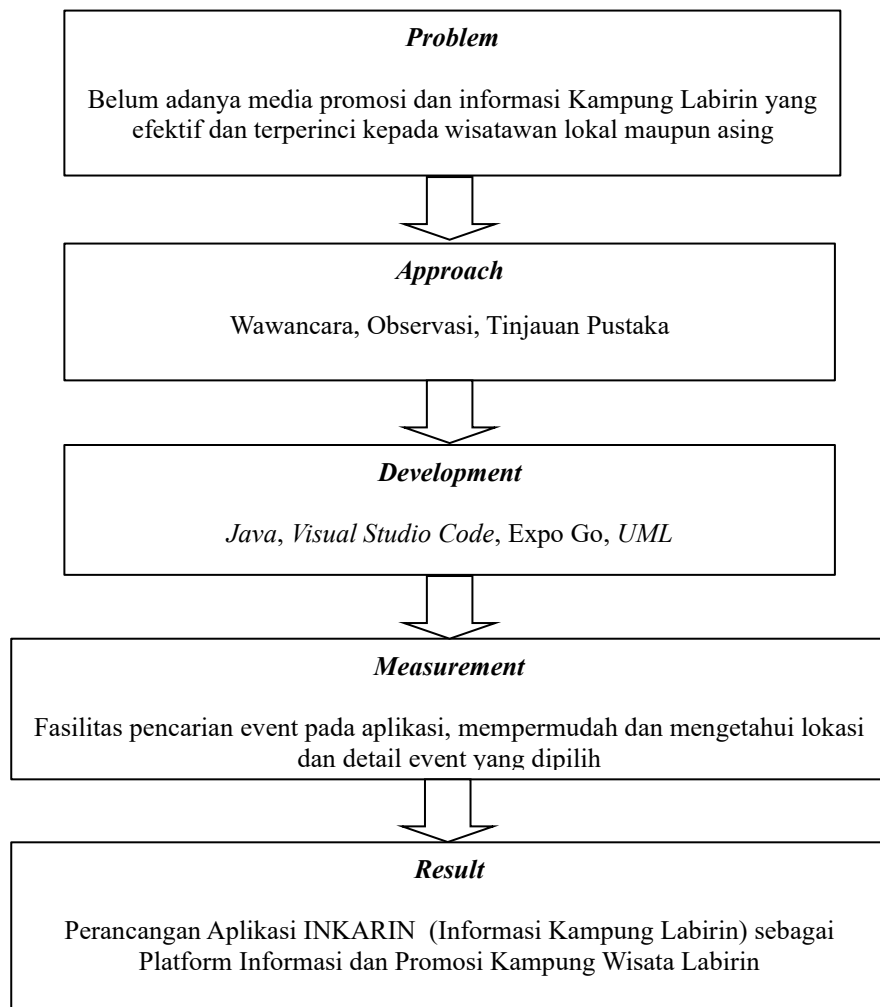 Problem
Belum adanya media promosi dan informasi Kampung Labirin yang
efektif dan terperinci kepada wisatawan lokal maupun asing
Approach
Wawancara, Observasi, Tinjauan Pustaka
Development
Java, Visual Studio Code, Expo Go, UML
Measurement
Fasilitas pencarian event pada aplikasi, mempermudah dan mengetahui lokasi
dan detail event yang dipilih
Result
Perancangan Aplikasi INKARIN (Informasi Kampung Labirin) sebagai
Platform Informasi dan Promosi Kampung Wisata Labirin